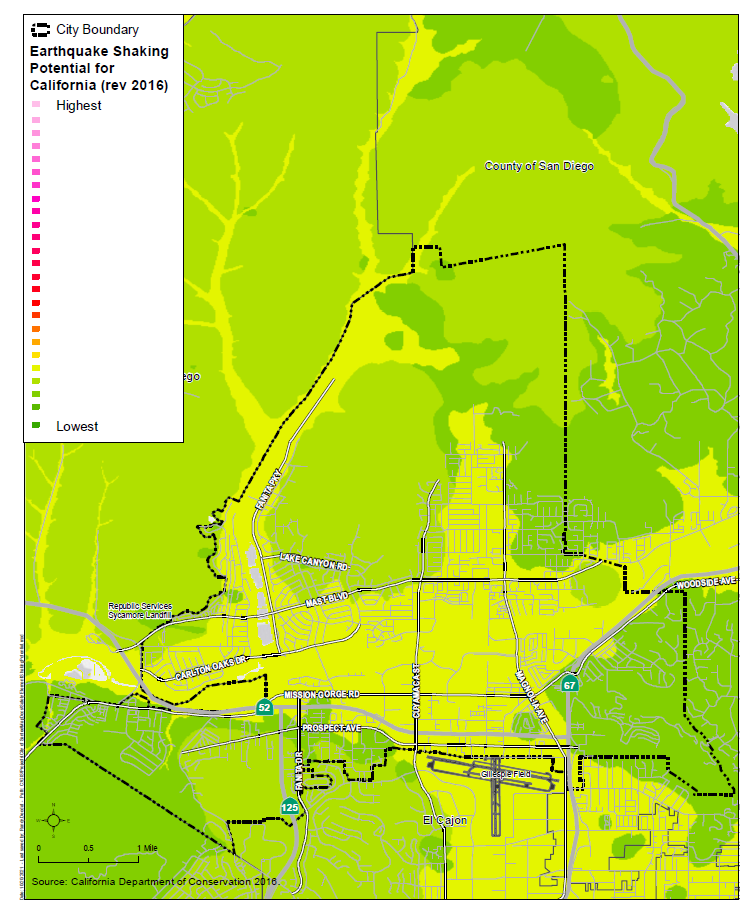 City Boundary
Earthquake Shaking
Potential for
California (rev 2016)
Highest
Lowest
County of San Diego
ego
FANITA PKY
LAKE CANYON RD
MAST BLVD
WOODSIDE AVE
Republic Services
Sycamore Landfill
CARLTON OAKS DR
MISSION GORGE RD
CUYAMACA ST
MAGNOLIA AVE
67
52
PROSPECT AVE
FANITA DR
Gillespie Field
125
El Cajon
N
W
E
S
0 0.5 1 Mile
Source: California Department of Conservation 2016.